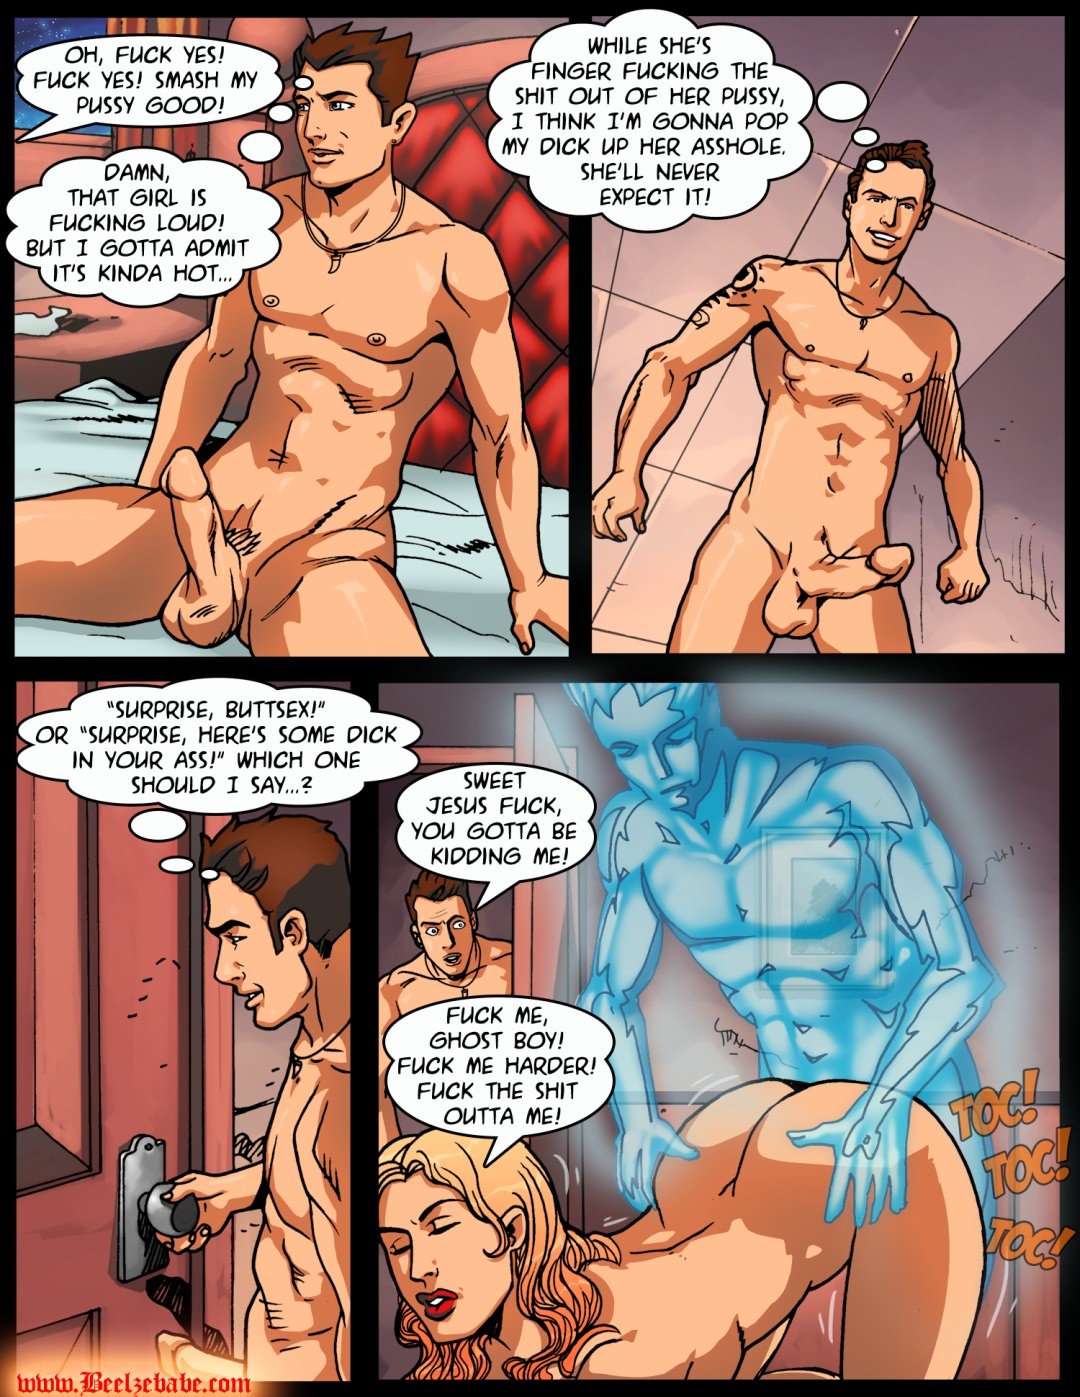 OH, FUCK YES!
FUCK YES! SMASH MY
PUSSY GOOD!
DAMN,
THAT GIRL IS
FUCKING LOUD!
BUT I GOTTA ADMIT
IT'S KINDA HOT...
WHILE SHE'S
FINGER FUCKING THE
SHIT OUT OF HER PUSSY,
I THINK I'M GONNA POP
MY DICK UP HER ASSHOLE.
SHE'LL NEVER
EXPECT IT!
"SURPRISE, BUTTSEX!"
OR "SURPRISE, HERE'S SOME DICK
IN YOUR ASS!" WHICH ONE
SHOULD I SAY...?
SWEET
JESUS FUCK,
YOU GOTTA BE
KIDDING ME!
FUCK ME,
GHOST BOY!
FUCK ME HARDER!
FUCK THE SHIT
OUTTA ME!
TOC!
TOC!
TOC!
www.Beelzebabe.com